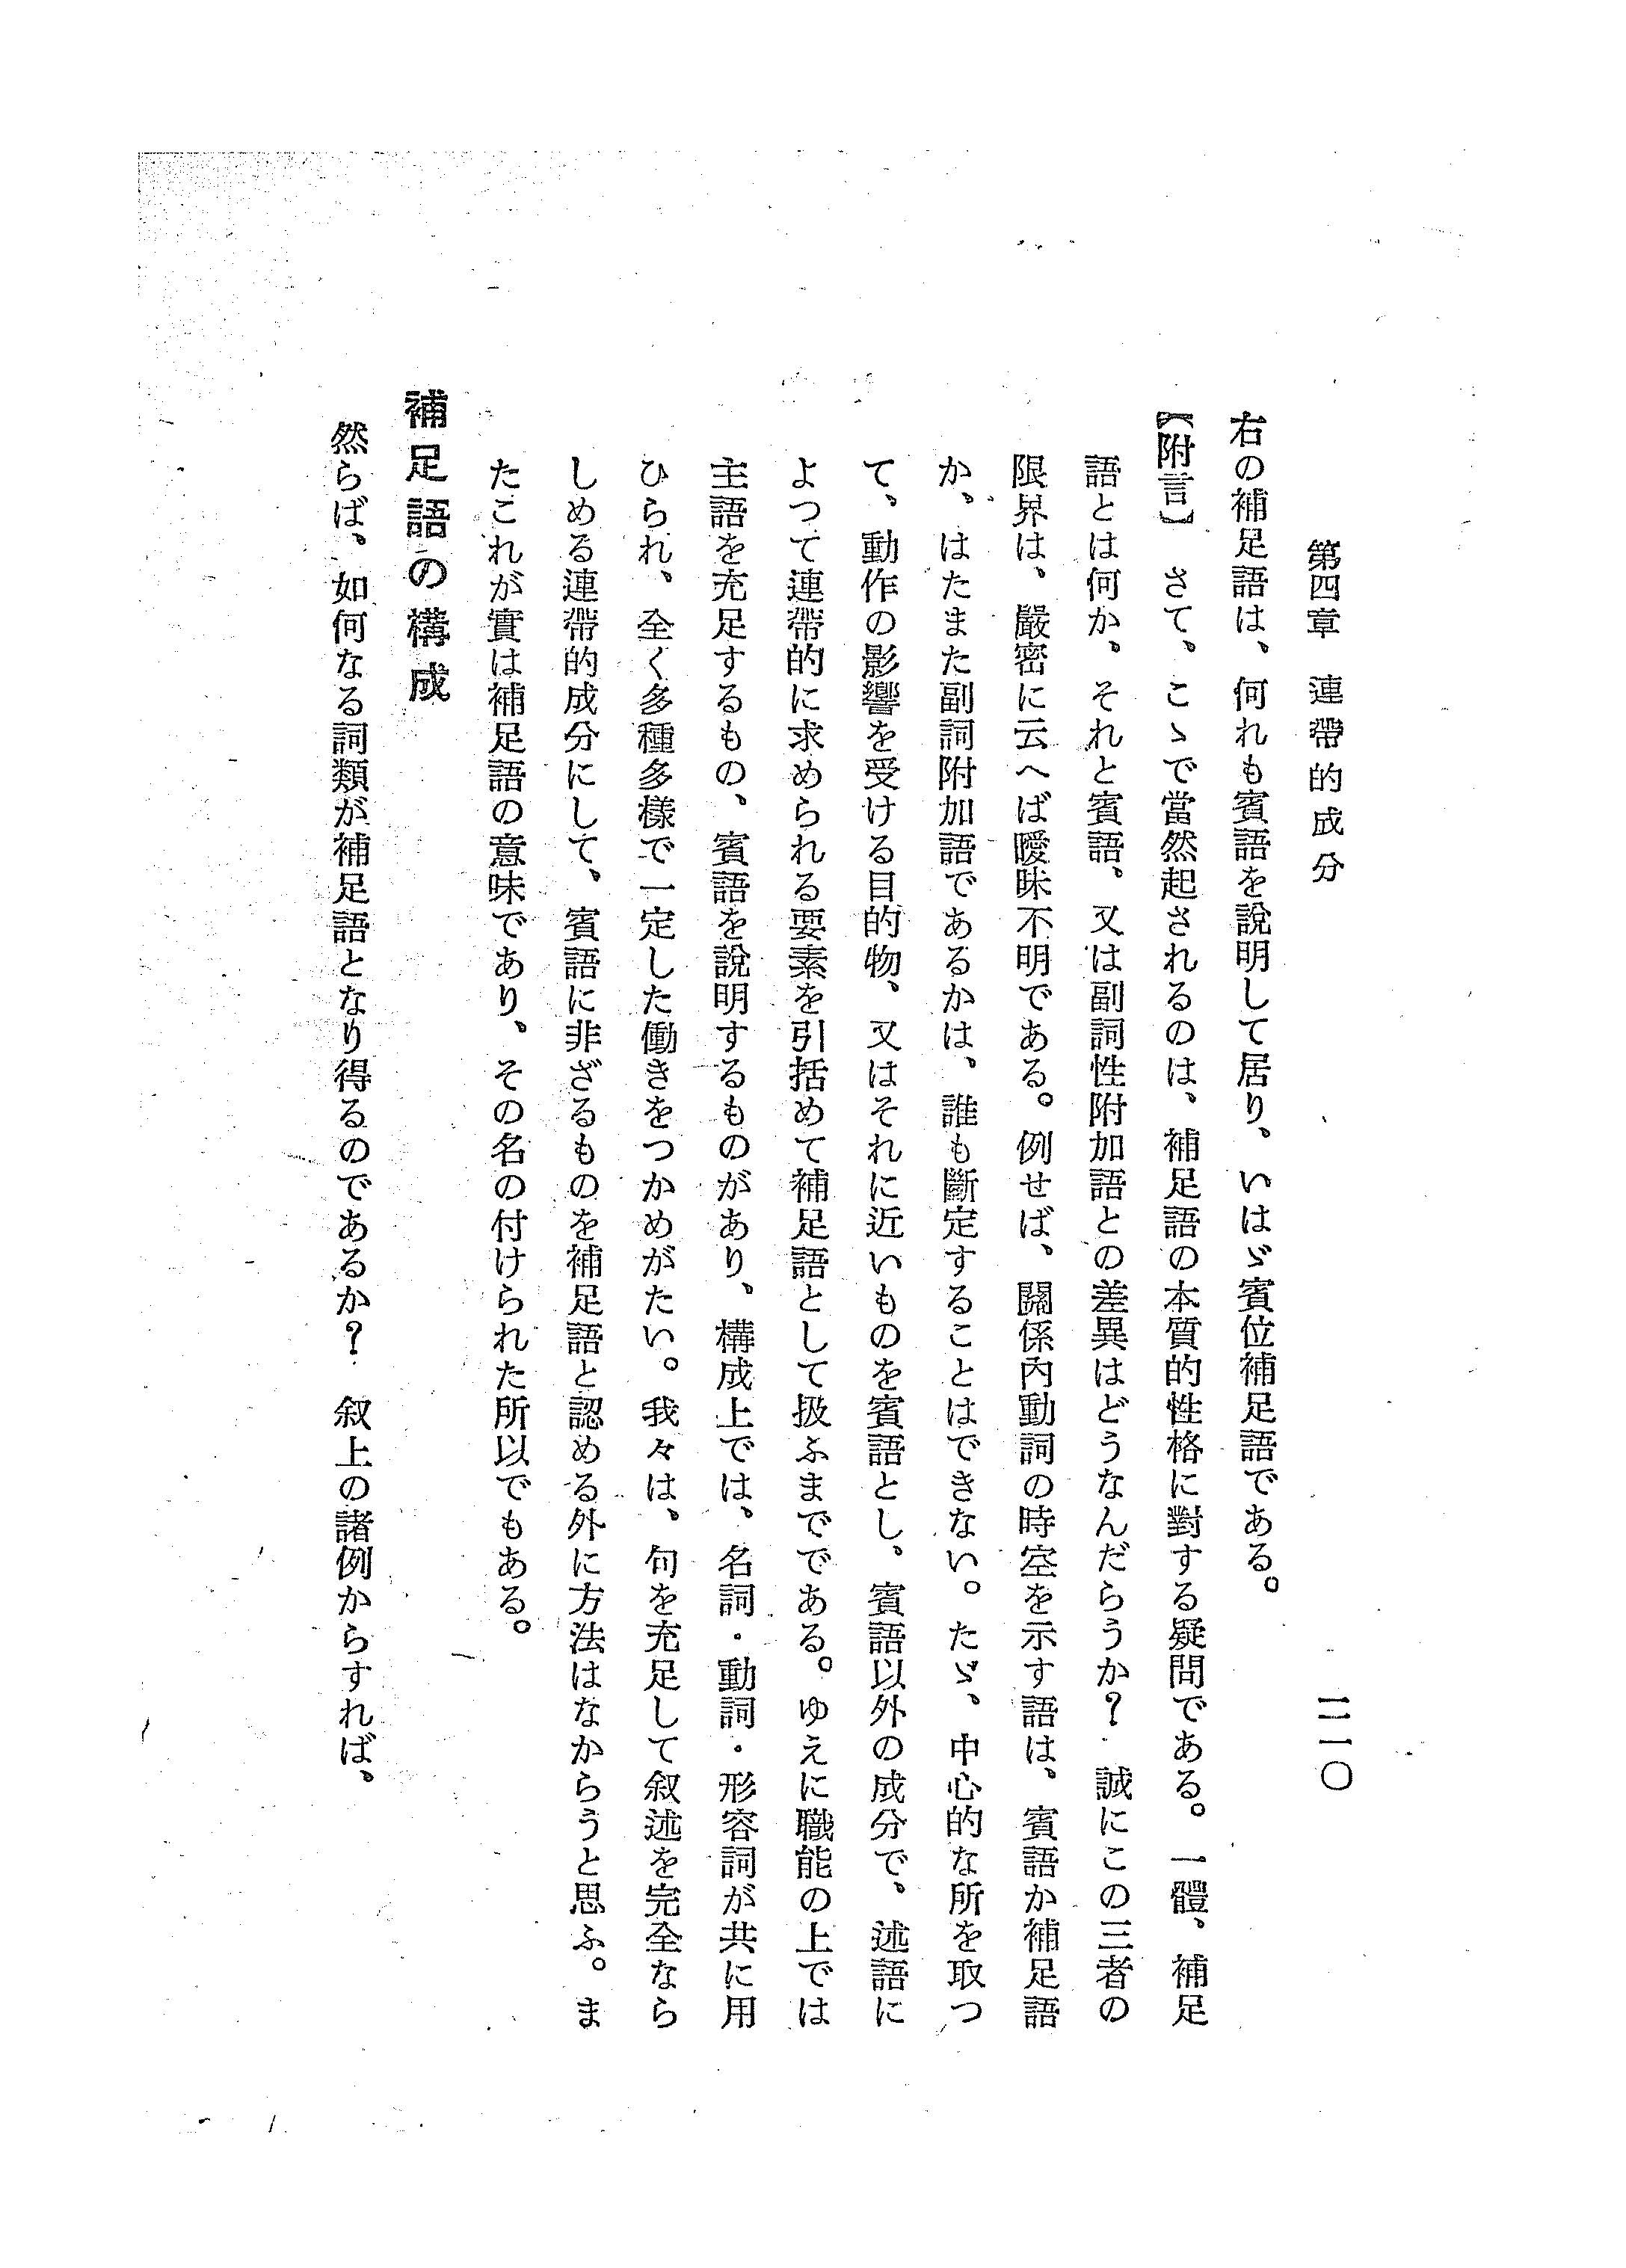 第四章　連帶的成分
二一〇
右の補足語は、何れも賓語を説明して居り、いはゞ賓位補足語である。
【附言】　さて、こゝで當然起されるのは、補足語の本質的性格に對する疑問である。一體、補足
語とは何か、それと賓語、又は副詞性附加語との差異はどうなんだらうか？　誠にこの三者の
限界は、嚴密に云へば曖昧不明である。例せば、關係内動詞の時空を示す語は、賓語か補足語
か、はたまた副詞附加語であるかは、誰も斷定することはできない。たゞ、中心的な所を取つ
て、動作の影響を受ける目的物、又はそれに近いものを賓語とし、賓語以外の成分で、述語に
よつて連帶的に求められる要素を引括めて補足語として扱ふまでである。ゆえに職能の上では
主語を充足するもの、賓語を説明するものがあり、構成上では、名詞・動詞・形容詞が共に用
ひられ、全く多種多樣で一定した働きをつかめがたい。我々は、句を充足して叙述を完全なら
しめる連帶的成分にして、賓語に非ざるものを補足語と認める外に方法はなからうと思ふ。ま
たこれが實は補足語の意味であり、その名の付けられた所以でもある。
補足語の構成
然らば、如何なる詞類が補足語となり得るのであるか？　叙上の諸例からすれば、